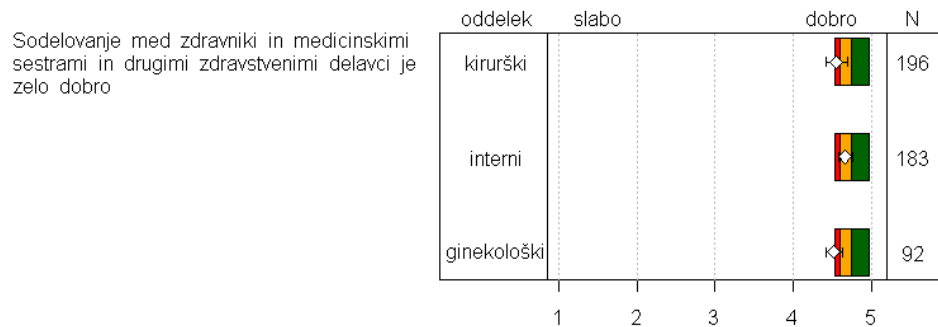 oddelek slabo dobro N
Sodelovanje med zdravniki in medicinskimi
sestrami in drugimi zdravstvenimi delavci je
zelo dobro
kirurški 196
interni 183
ginekološki 92
1 2 3 4 5